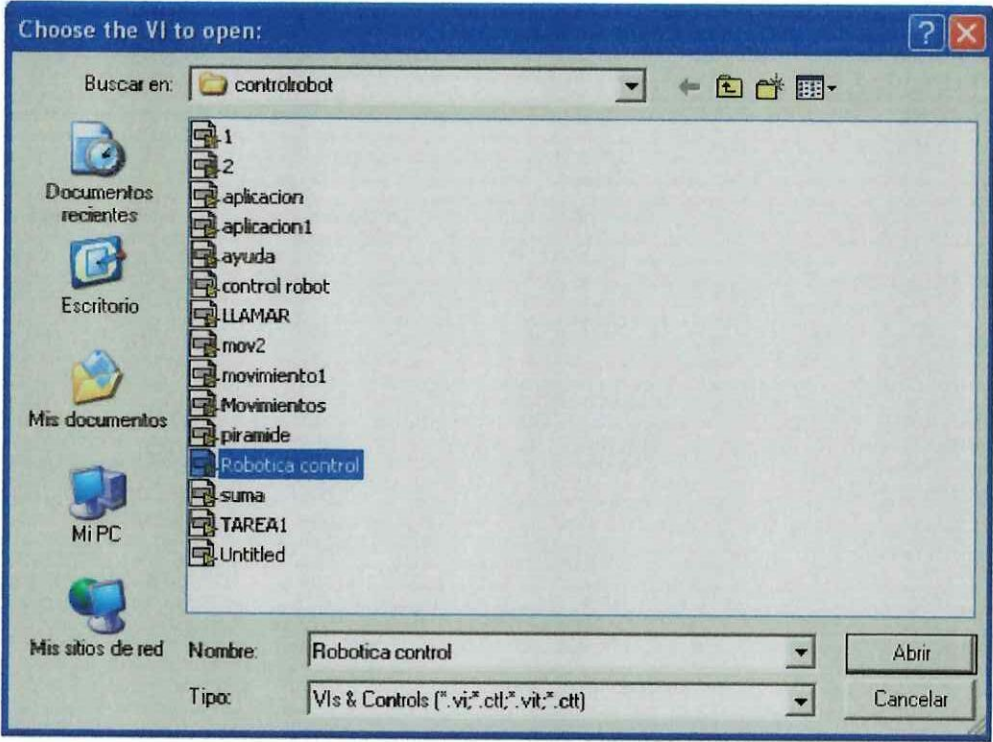 Choose the VI to open:
Buscar en: controlrobot
1
2
aplicacion
aplicacion1
ayuda
control robot
LLAMAR
mov2
movimiento1
Movimientos
piramide
Robotica control
suma
TAREA1
Untitled
Documentos
recientes
Escritorio
Mis documentos
Mi PC
Mis sitios de red
Nombre: Robotica control Abrir
Tipo: VIs & Controls (*.vi;*.ctl;*.vit;*.ctt) Cancelar